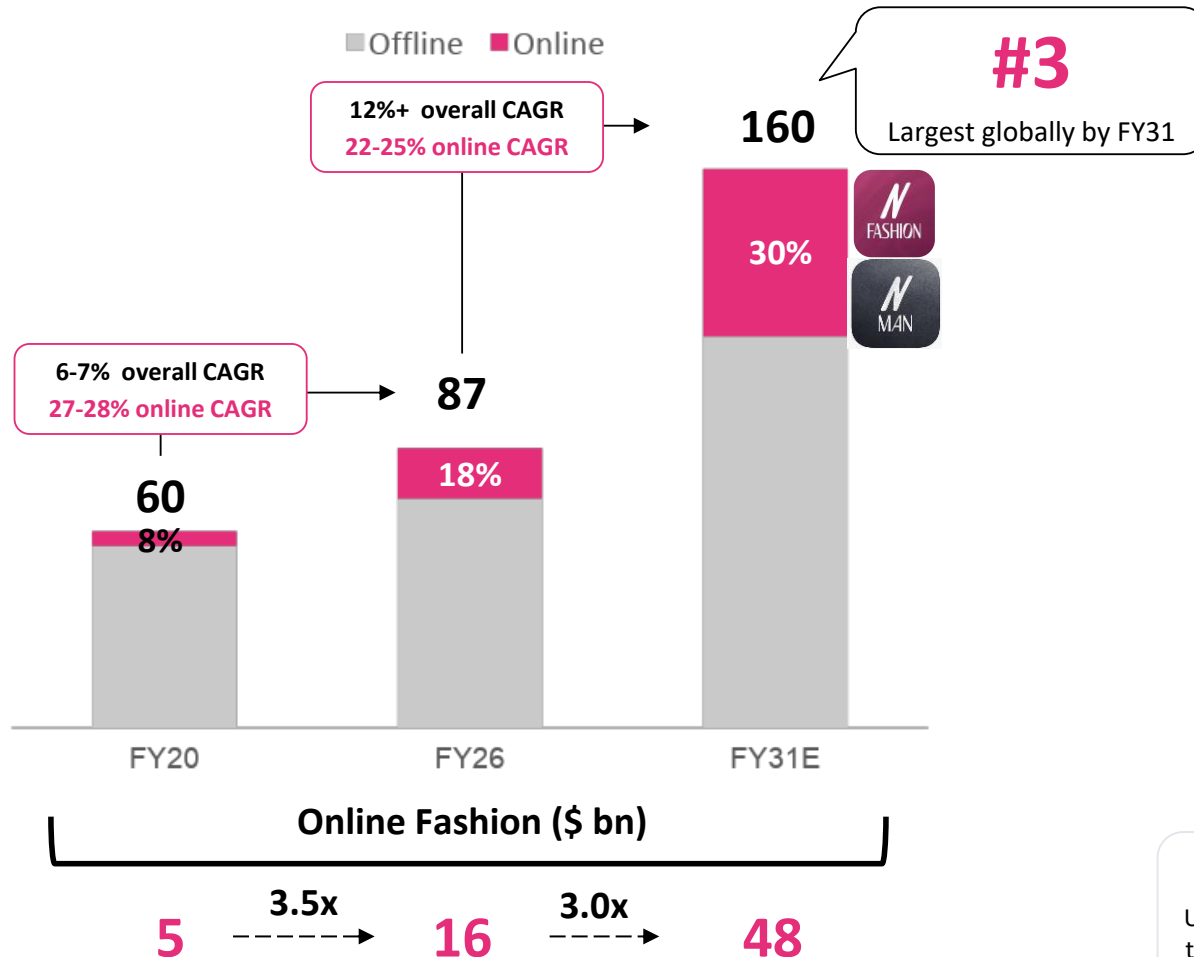 Offline Online
#3
Largest globally by FY31
12%+ overall CAGR
22-25% online CAGR
160
N
FASHION
30%
N
MAN
6-7% overall CAGR
27-28% online CAGR
87
18%
60
8%
FY20 FY26 FY31E
Online Fashion ($ bn)
5 3.5x 16 3.0x 48